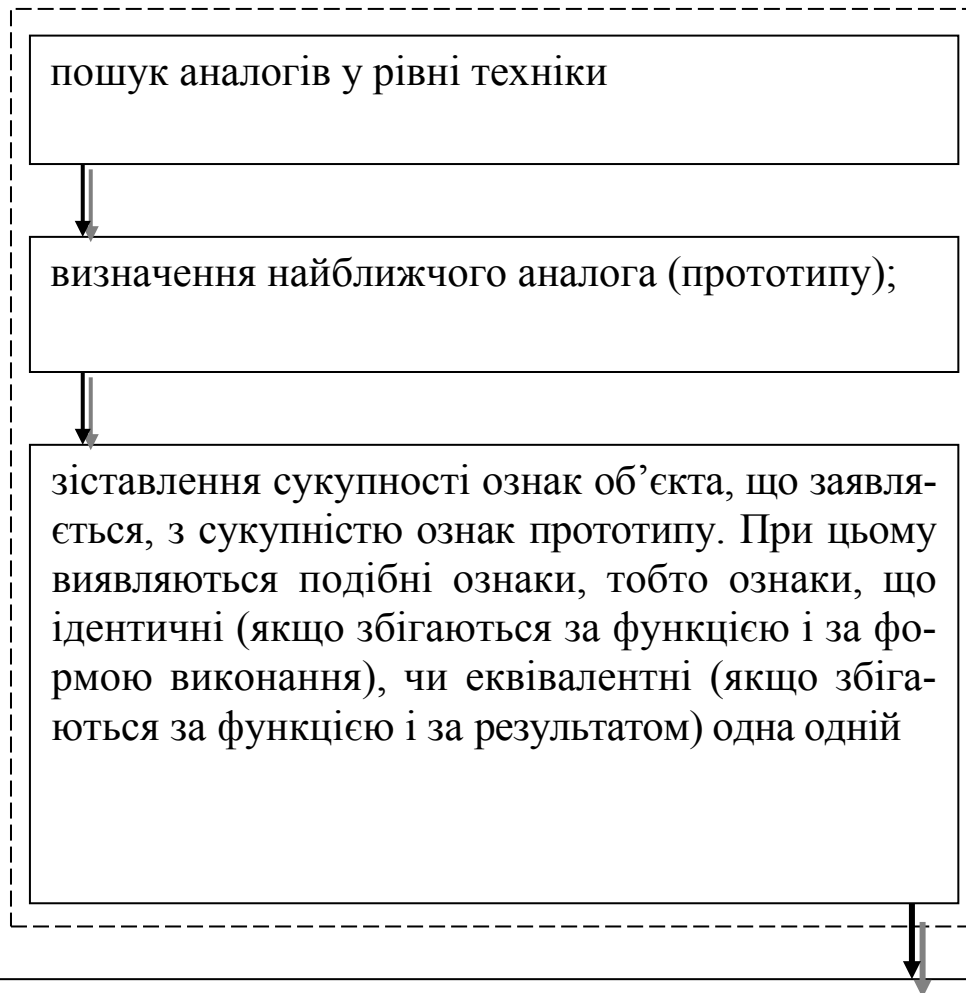 пошук аналогів у рівні техніки
визначення найближчого аналога (прототипу);
зіставлення сукупності ознак об’єкта, що заявля-
ється, з сукупністю ознак прототипу. При цьому
виявляються подібні ознаки, тобто ознаки, що
ідентичні (якщо збігаються за функцією і за фо-
рмою виконання), чи еквівалентні (якщо збіга-
ються за функцією і за результатом) одна одній